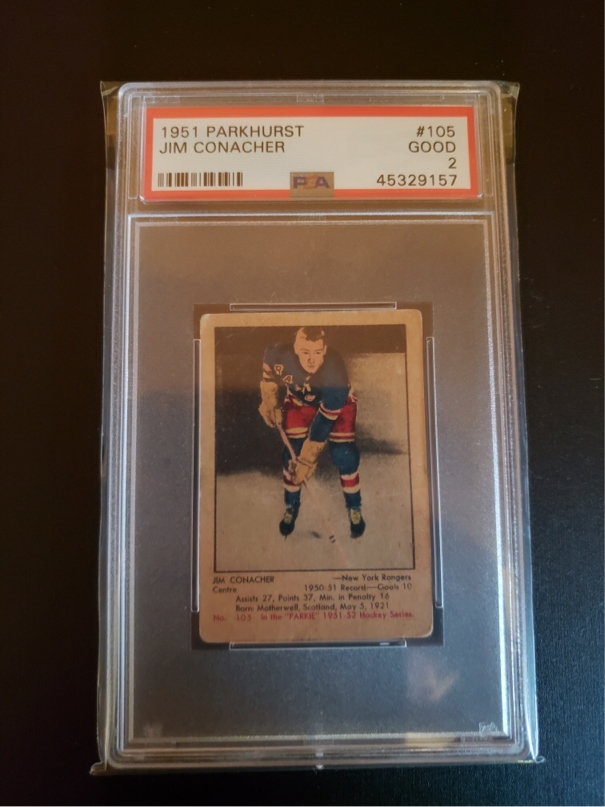 1951 PARKHURST #105
JIM CONACHER GOOD
2
PSA 45329157
JIM CONACHER —New York Rangers
Centre 1950-51 Record—Goals 10
Assists 27, Points 37, Min. in Penalty 16
Born: Motherwell, Scotland, May 5, 1921
No. 105 In the "PARKIE" 1951-52 Hockey Series.